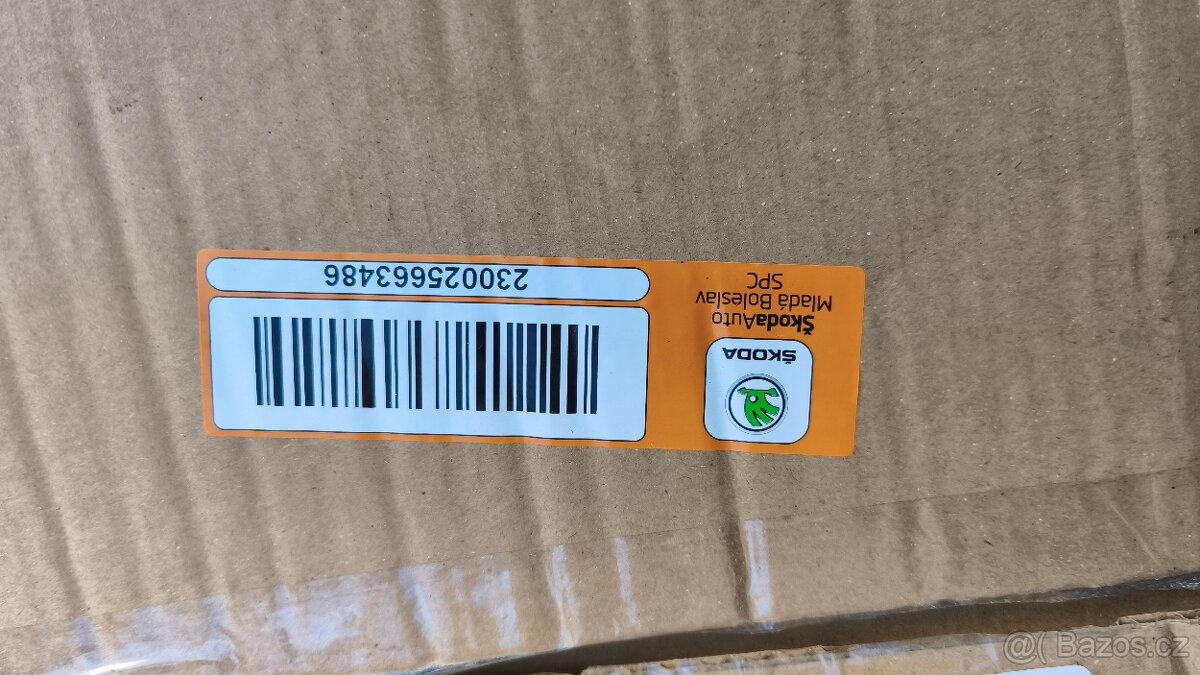 ŠKODA
ŠkodaAuto
Mladá Boleslav
SPC
230025663486
@( Bazos.cz